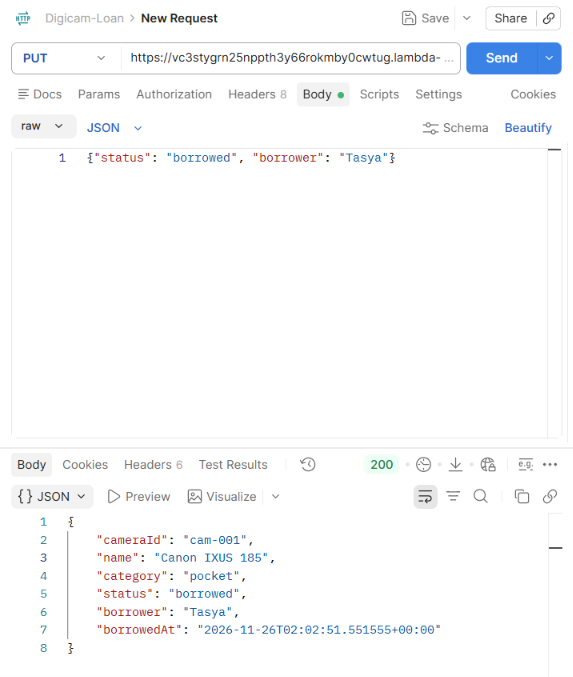 HTTP Digicam-Loan > New Request Save Share
PUT https://vc3stygrn25nppth3y66rokmby0cwtug.lambda- ... Send
Docs Params Authorization Headers 8 Body Scripts Settings Cookies
raw JSON Schema Beautify
1 {"status": "borrowed", "borrower": "Tasya"}
Body Cookies Headers 6 Test Results 200 e.g. •••
{} JSON Preview Visualize
1 {
2 "cameraId": "cam-001",
3 "name": "Canon IXUS 185",
4 "category": "pocket",
5 "status": "borrowed",
6 "borrower": "Tasya",
7 "borrowedAt": "2026-11-26T02:02:51.551555+00:00"
8 }